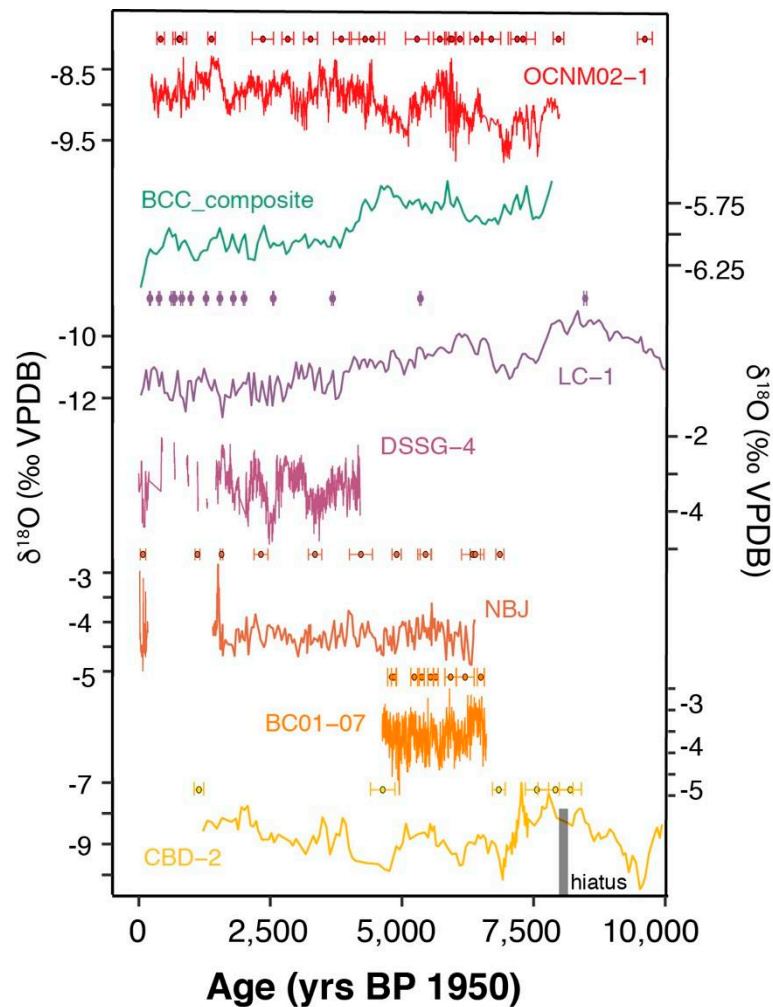 OCNM02-1
-8.5
-9.5
BCC_composite
-5.75
-6.25
-10
LC-1
-12
DSSG-4
-2
δ18O (‰ VPDB)
δ18O (‰ VPDB)
-4
-3
NBJ
-4
-5
-3
BC01-07
-4
-7
-5
CBD-2
-9
hiatus
0 2,500 5,000 7,500 10,000
Age (yrs BP 1950)